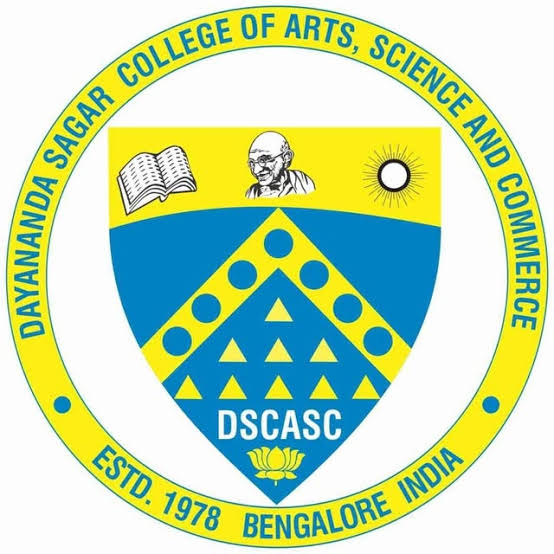 DAYANANDA SAGAR COLLEGE OF ARTS, SCIENCE AND COMMERCE
DSCASC
ESTD. 1978 BENGALORE INDIA